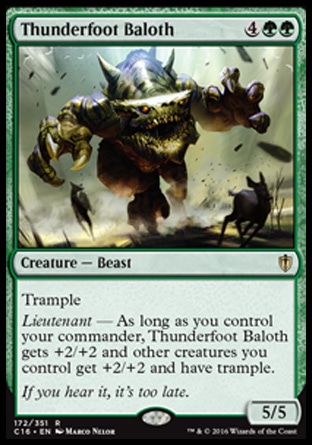 Thunderfoot Baloth 4
Creature — Beast
Trample
Lieutenant — As long as you control
your commander, Thunderfoot Baloth
gets +2/+2 and other creatures you
control get +2/+2 and have trample.
If you hear it, it's too late.
5/5
172/351 R
C16 • EN Marco Nelor ™ & © 2016 Wizards of the Coast